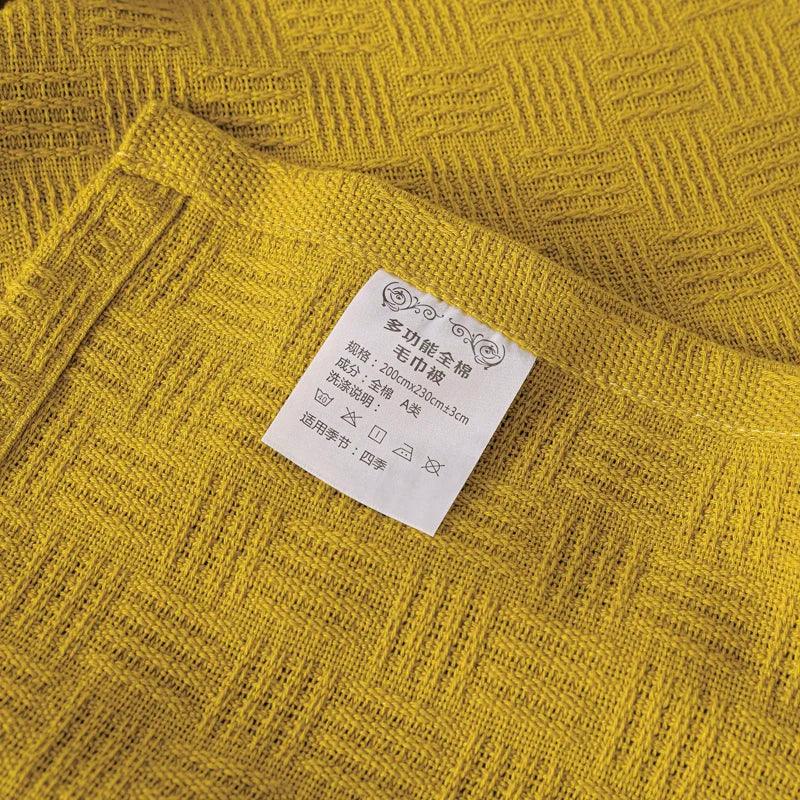 多功能全棉
毛巾被
规格：200cmx230cm±3cm
成分：全棉 A类
洗涤说明：
40
适用季节：四季